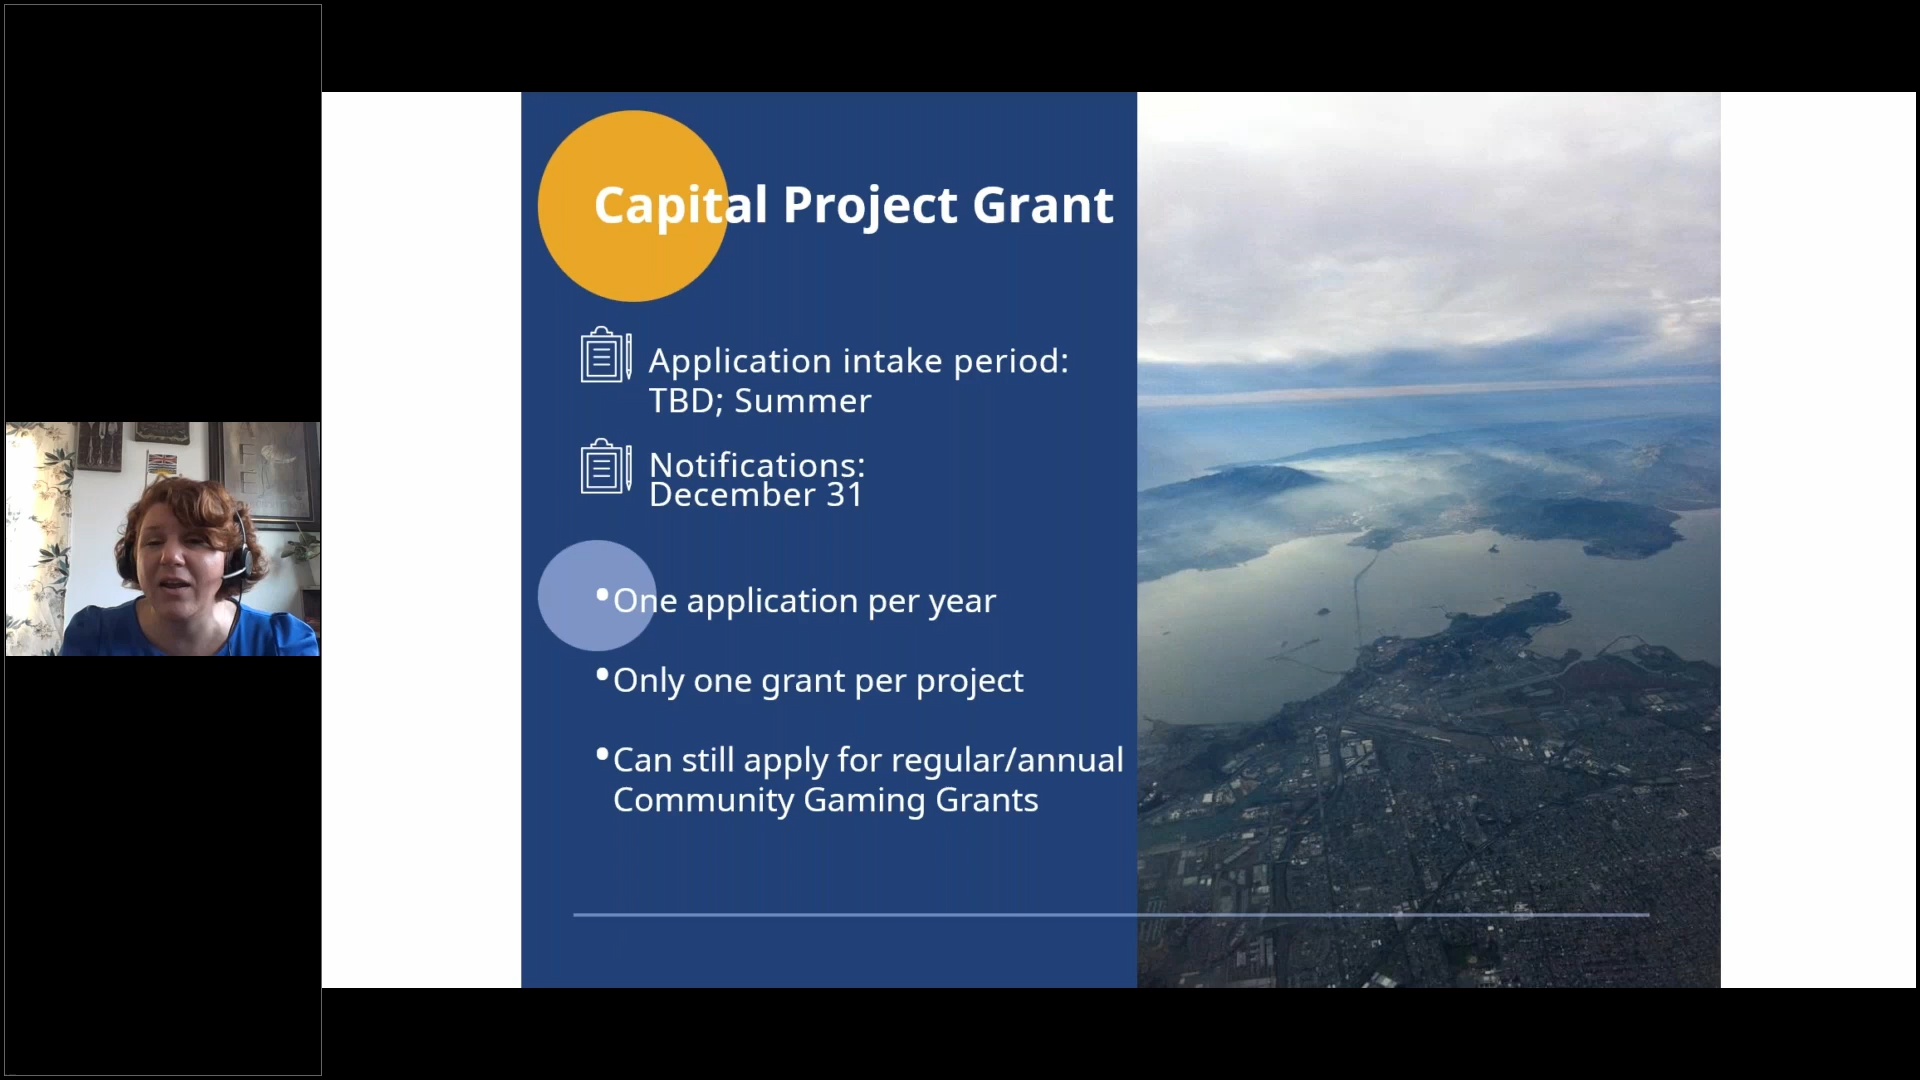 Capital Project Grant
Application intake period:
TBD; Summer
Notifications:
December 31
•One application per year
•Only one grant per project
•Can still apply for regular/annual
Community Gaming Grants